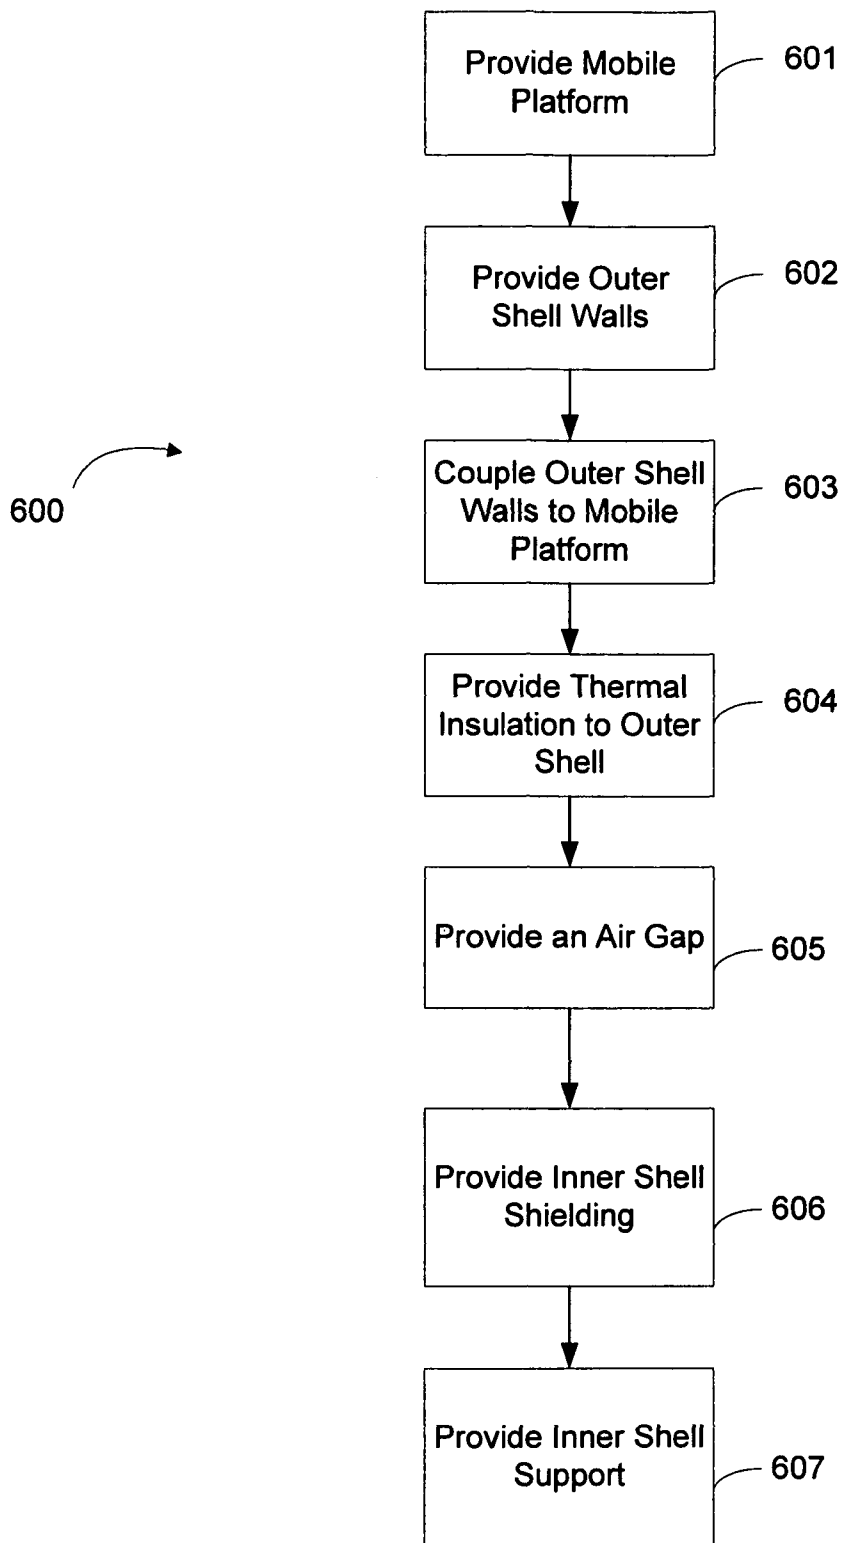 Provide Mobile
Platform
601
Provide Outer
Shell Walls
602
600
Couple Outer Shell
Walls to Mobile
Platform
603
Provide Thermal
Insulation to Outer
Shell
604
Provide an Air Gap
605
Provide Inner Shell
Shielding
606
Provide Inner Shell
Support
607